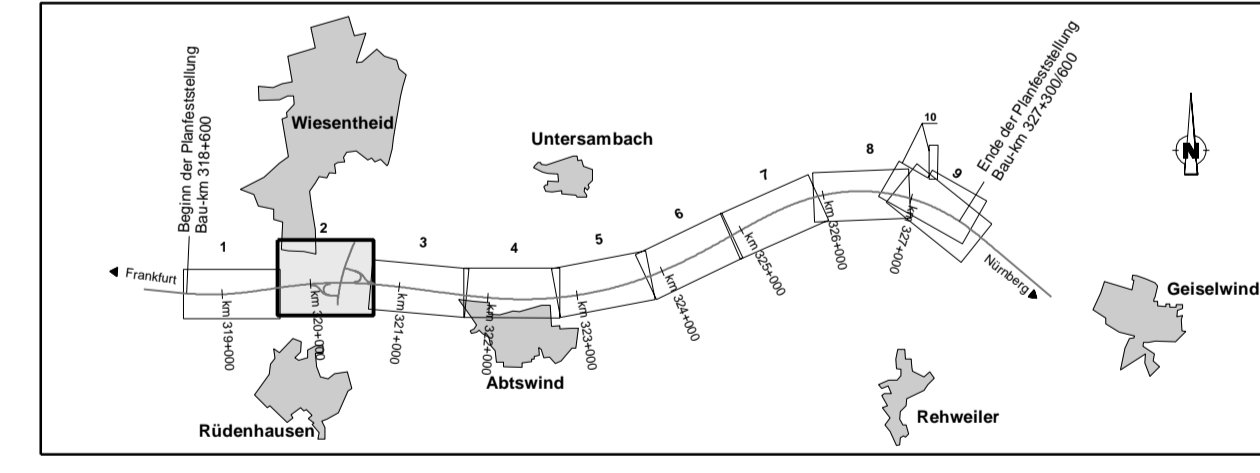 Wiesentheid
Untersambach
Beginn der Planfeststellung
Bau-km 318+600
Ende der Planfeststellung
Bau-km 327+300/600
N
1
2
3
4
5
6
7
8
9
10
Frankfurt
Nürnberg
km 319+000
km 320+000
km 321+000
km 322+000
km 323+000
km 324+000
km 325+000
km 326+000
km 327+000
Geiselwind
Abtswind
Rüdenhausen
Rehweiler